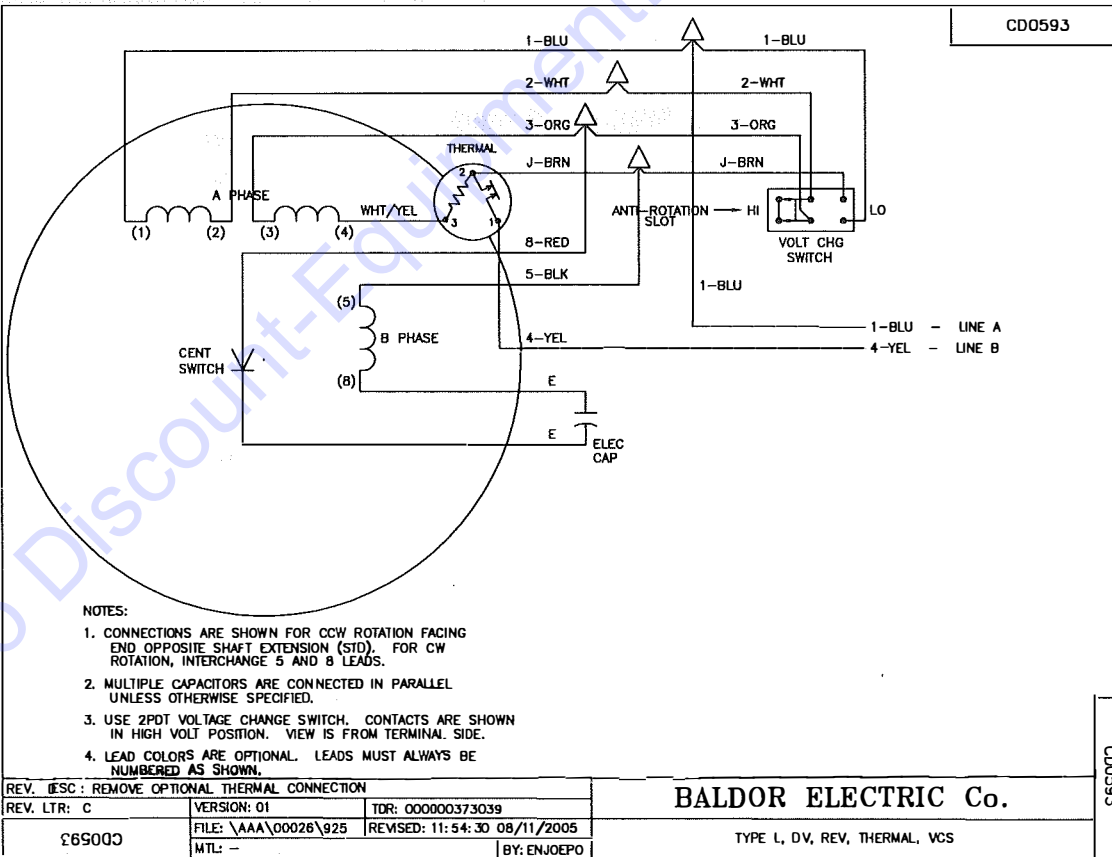 CD0593
1-BLU 1-BLU
2-WHT 2-WHT
3-ORG 3-ORG
THERMAL
J-BRN J-BRN
2
A PHASE
WHT/YEL
ANTI-ROTATION SLOT
HI LO
(1) (2) (3) (4)
3 1
VOLT CHG
SWITCH
8-RED
5-BLK
1-BLU
(5)
B PHASE
4-YEL
1-BLU - LINE A
4-YEL - LINE B
CENT
SWITCH
(8)
E
E
ELEC
CAP
NOTES:
1. CONNECTIONS ARE SHOWN FOR CCW ROTATION FACING
END OPPOSITE SHAFT EXTENSION (STD). FOR CW
ROTATION, INTERCHANGE 5 AND 8 LEADS.
2. MULTIPLE CAPACITORS ARE CONNECTED IN PARALLEL
UNLESS OTHERWISE SPECIFIED.
3. USE 2PDT VOLTAGE CHANGE SWITCH. CONTACTS ARE SHOWN
IN HIGH VOLT POSITION. VIEW IS FROM TERMINAL SIDE.
4. LEAD COLORS ARE OPTIONAL. LEADS MUST ALWAYS BE
NUMBERED AS SHOWN.
REV. DESC: REMOVE OPTIONAL THERMAL CONNECTION
REV. LTR: C VERSION: 01 TDR: 000000373039
CD0593
FILE: \AAA\00026\925 REVISED: 11:54:30 08/11/2005
MTL: - BY: ENJOEPO
BALDOR ELECTRIC Co.
TYPE L, DV, REV, THERMAL, VCS
CD0593
Discount-Equipment